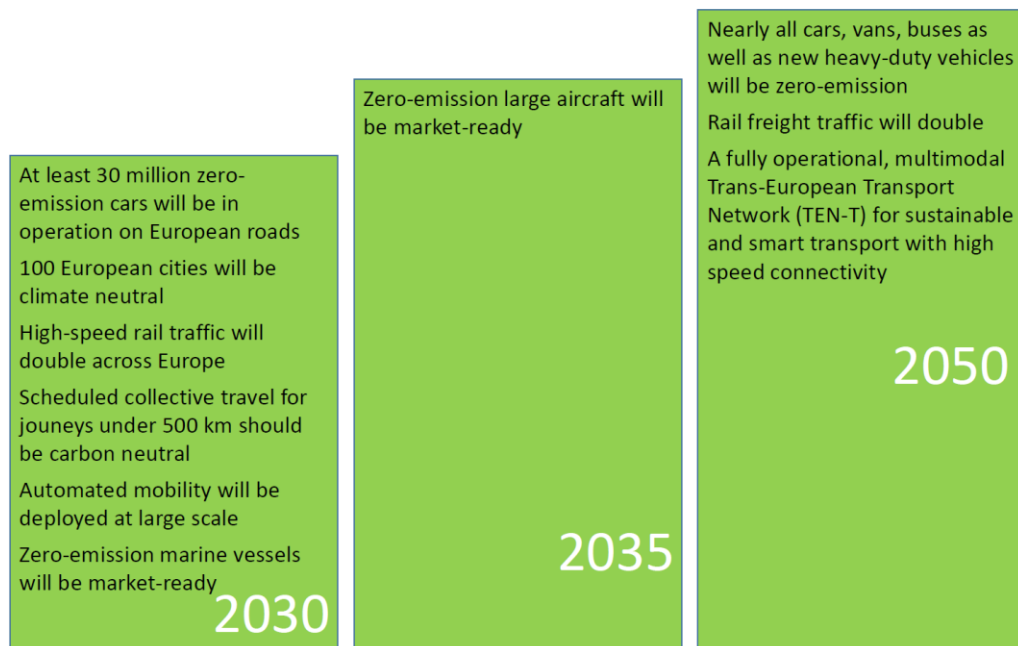 At least 30 million zero-
emission cars will be in
operation on European roads
100 European cities will be
climate neutral
High-speed rail traffic will
double across Europe
Scheduled collective travel for
jouneys under 500 km should
be carbon neutral
Automated mobility will be
deployed at large scale
Zero-emission marine vessels
will be market-ready
2030
Zero-emission large aircraft will
be market-ready
2035
Nearly all cars, vans, buses as
well as new heavy-duty vehicles
will be zero-emission
Rail freight traffic will double
A fully operational, multimodal
Trans-European Transport
Network (TEN-T) for sustainable
and smart transport with high
speed connectivity
2050